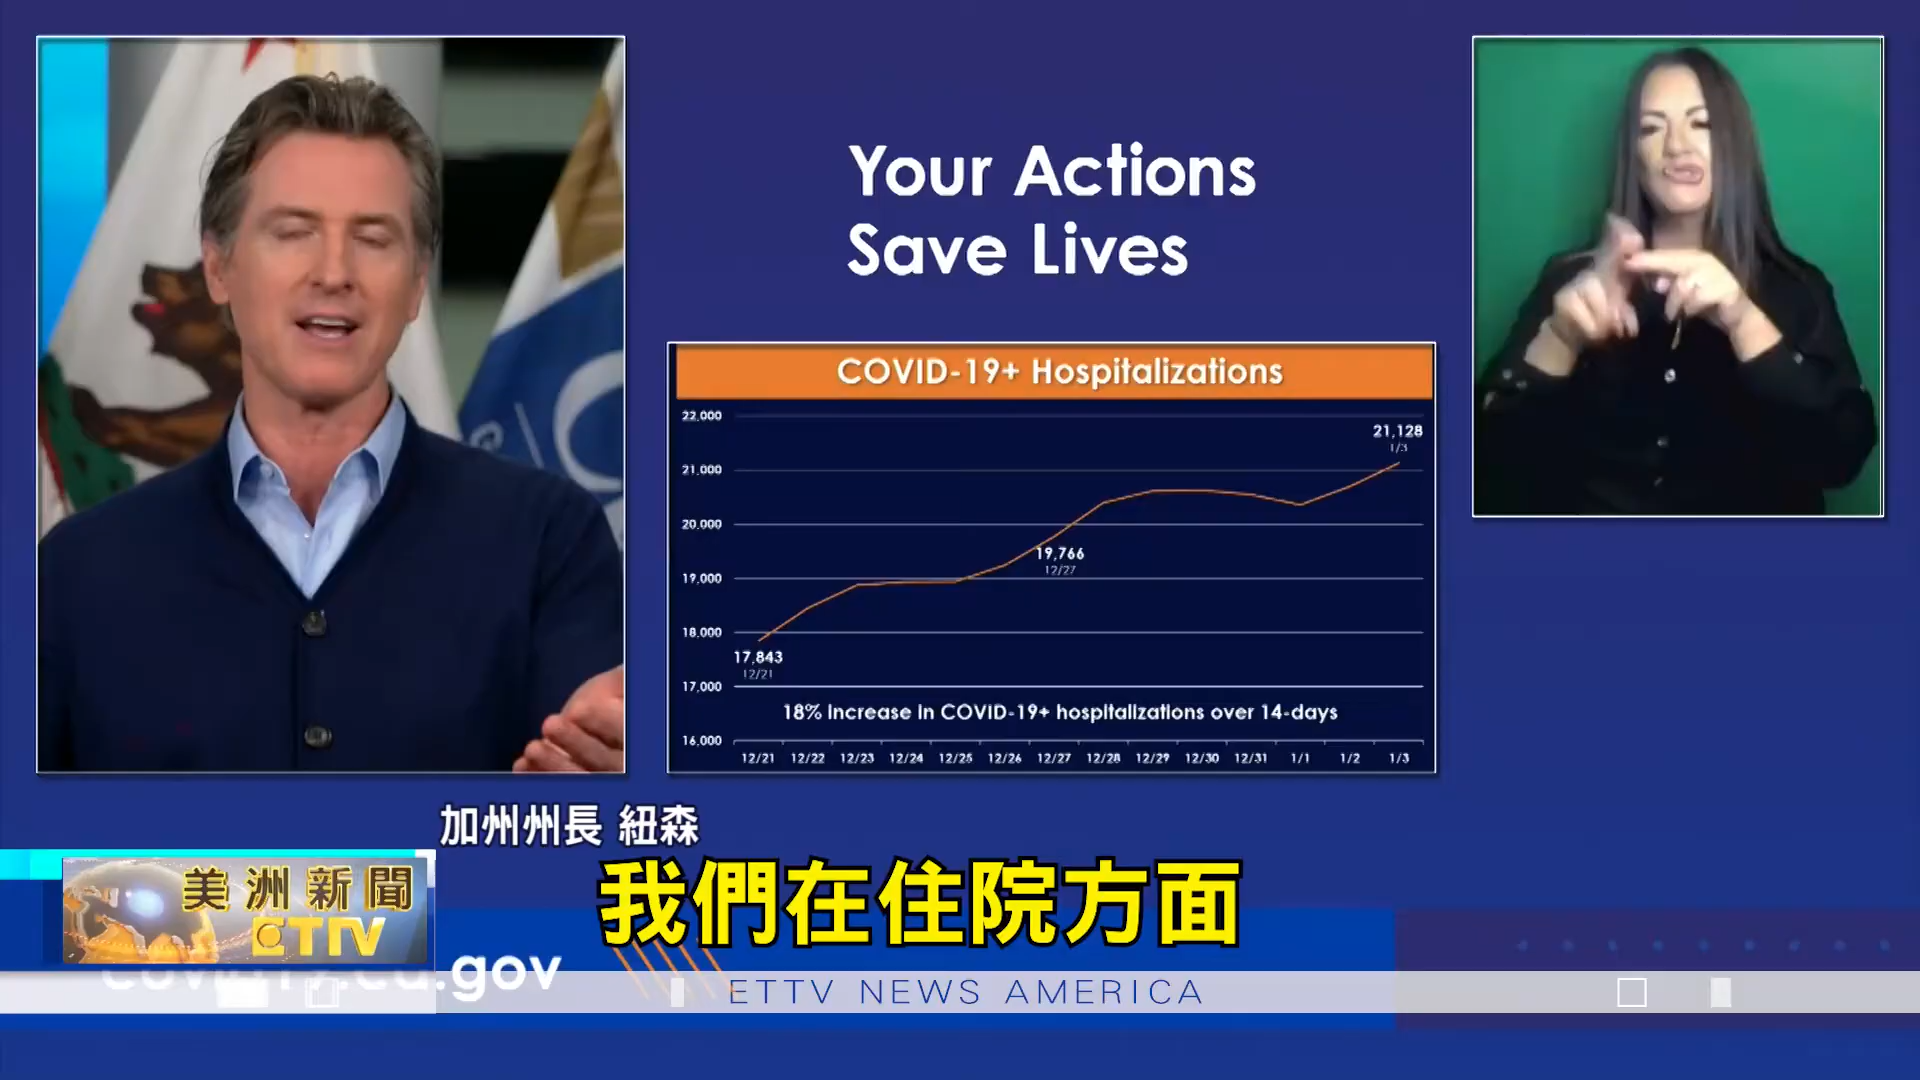 Your Actions
Save Lives
COVID-19+ Hospitalizations
22,000
21,000
20,000
19,000
18,000
17,000
16,000
21,128
1/3
19,766
12/27
17,843
12/21
18% Increase in COVID-19+ hospitalizations over 14-days
12/21 12/22 12/23 12/24 12/25 12/26 12/27 12/28 12/29 12/30 12/31 1/1 1/2 1/3
加州州長 紐森
我們在住院方面
美洲新聞
ETTV
.gov
ETTV NEWS AMERICA